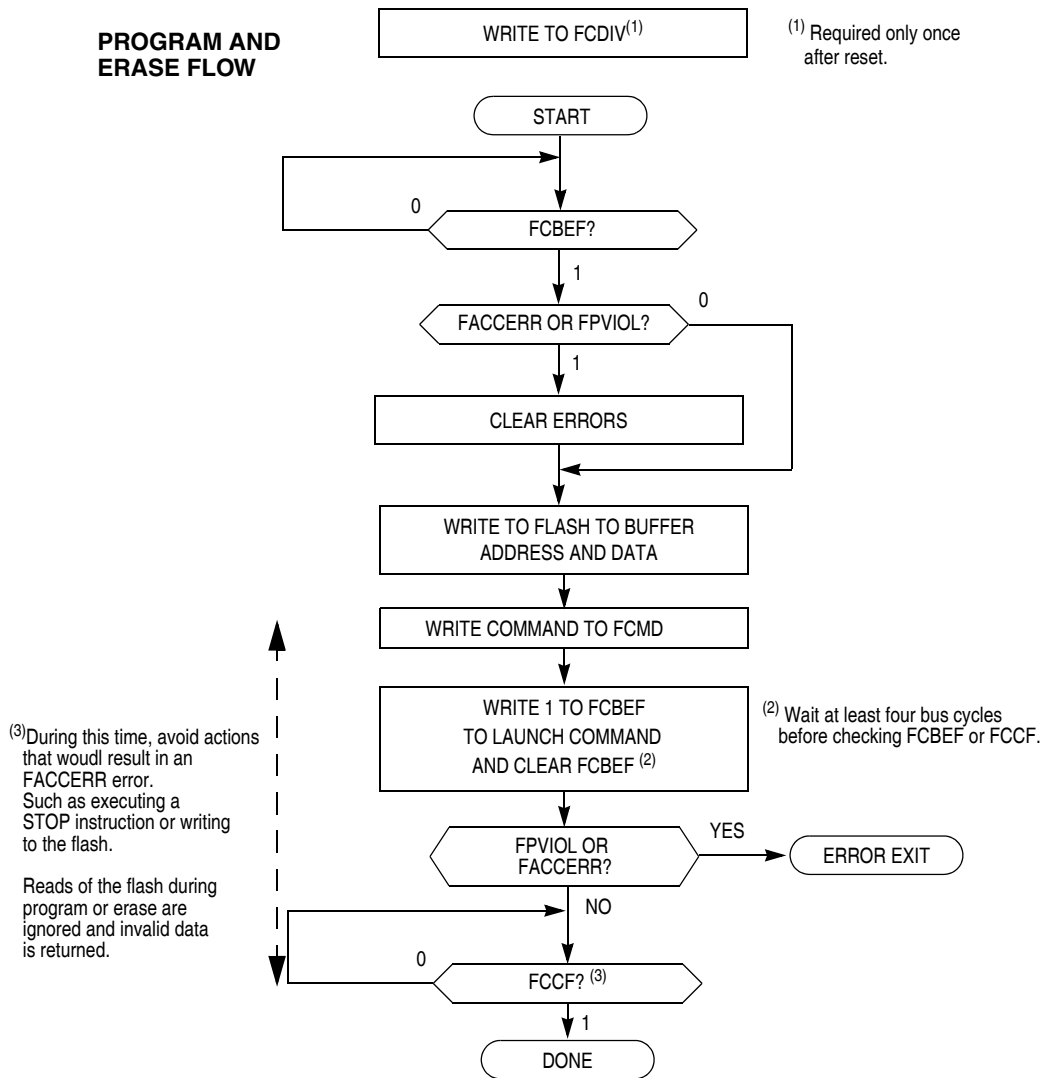 PROGRAM AND
ERASE FLOW
WRITE TO FCDIV(1)
(1) Required only once
after reset.
START
0
FCBEF?
1
0
FACCERR OR FPVIOL?
1
CLEAR ERRORS
WRITE TO FLASH TO BUFFER
ADDRESS AND DATA
WRITE COMMAND TO FCMD
WRITE 1 TO FCBEF
TO LAUNCH COMMAND
AND CLEAR FCBEF (2)
(2) Wait at least four bus cycles
before checking FCBEF or FCCF.
(3)During this time, avoid actions
that woudl result in an
FACCERR error.
Such as executing a
STOP instruction or writing
to the flash.
Reads of the flash during
program or erase are
ignored and invalid data
is returned.
FPVIOL OR
FACCERR?
YES
ERROR EXIT
NO
0
FCCF? (3)
1
DONE